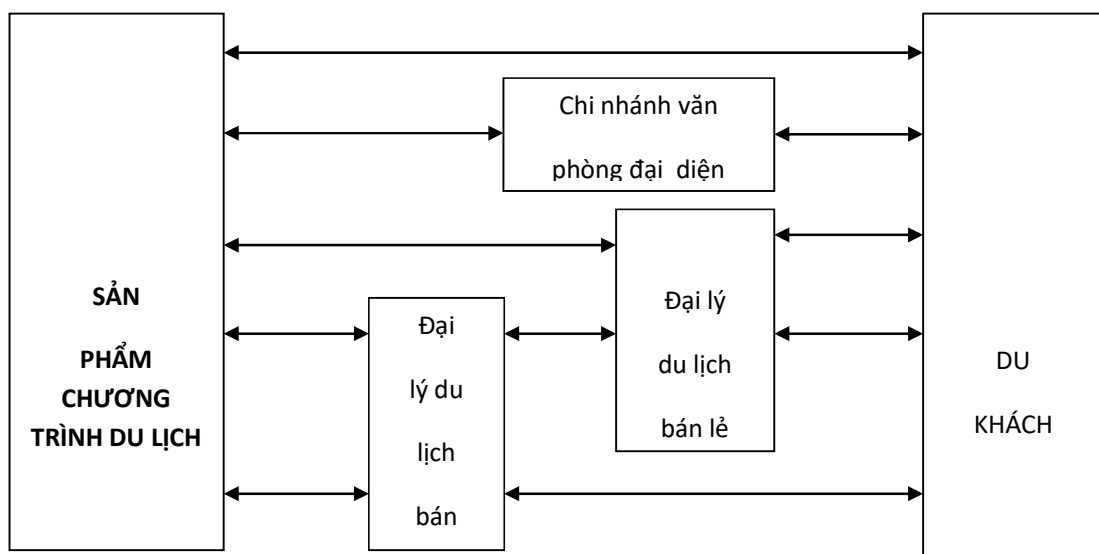 Chi nhánh văn
phòng đại diện
SẢN
PHẨM
CHƯƠNG
TRÌNH DU LỊCH
Đại
lý du
lịch
bán
Đại lý
du lịch
bán lẻ
DU
KHÁCH